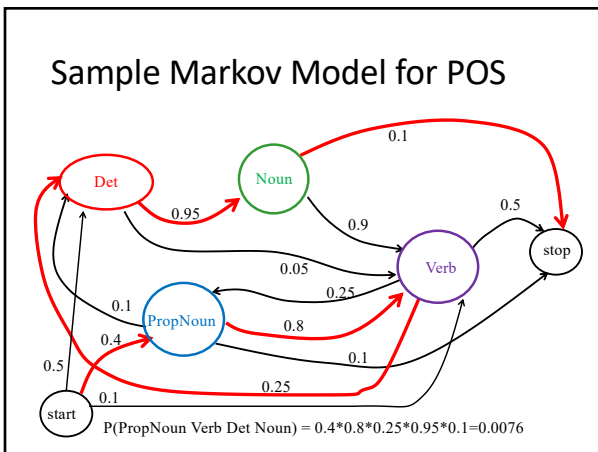 Sample Markov Model for POS
0.1
Det
Noun
0.95
0.9
0.5
stop
0.05
Verb
0.25
0.1
PropNoun
0.8
0.4
0.1
0.5
0.25
0.1
start
P(PropNoun Verb Det Noun) = 0.4*0.8*0.25*0.95*0.1=0.0076